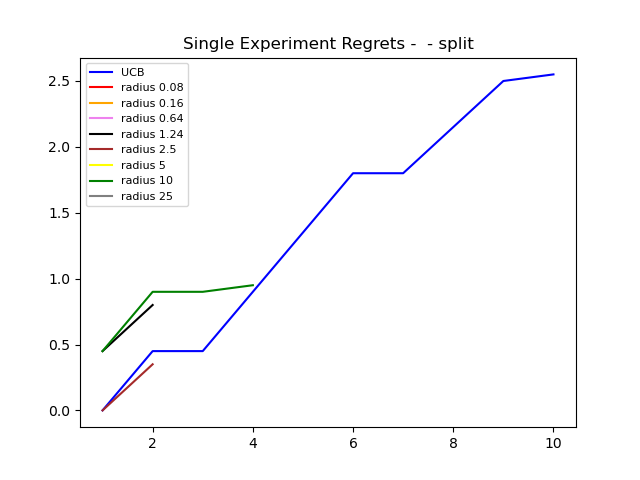 Single Experiment Regrets -  - split
UCB
radius 0.08
radius 0.16
radius 0.64
radius 1.24
radius 2.5
radius 5
radius 10
radius 25
2.5
2.0
1.5
1.0
0.5
0.0
2 4 6 8 10